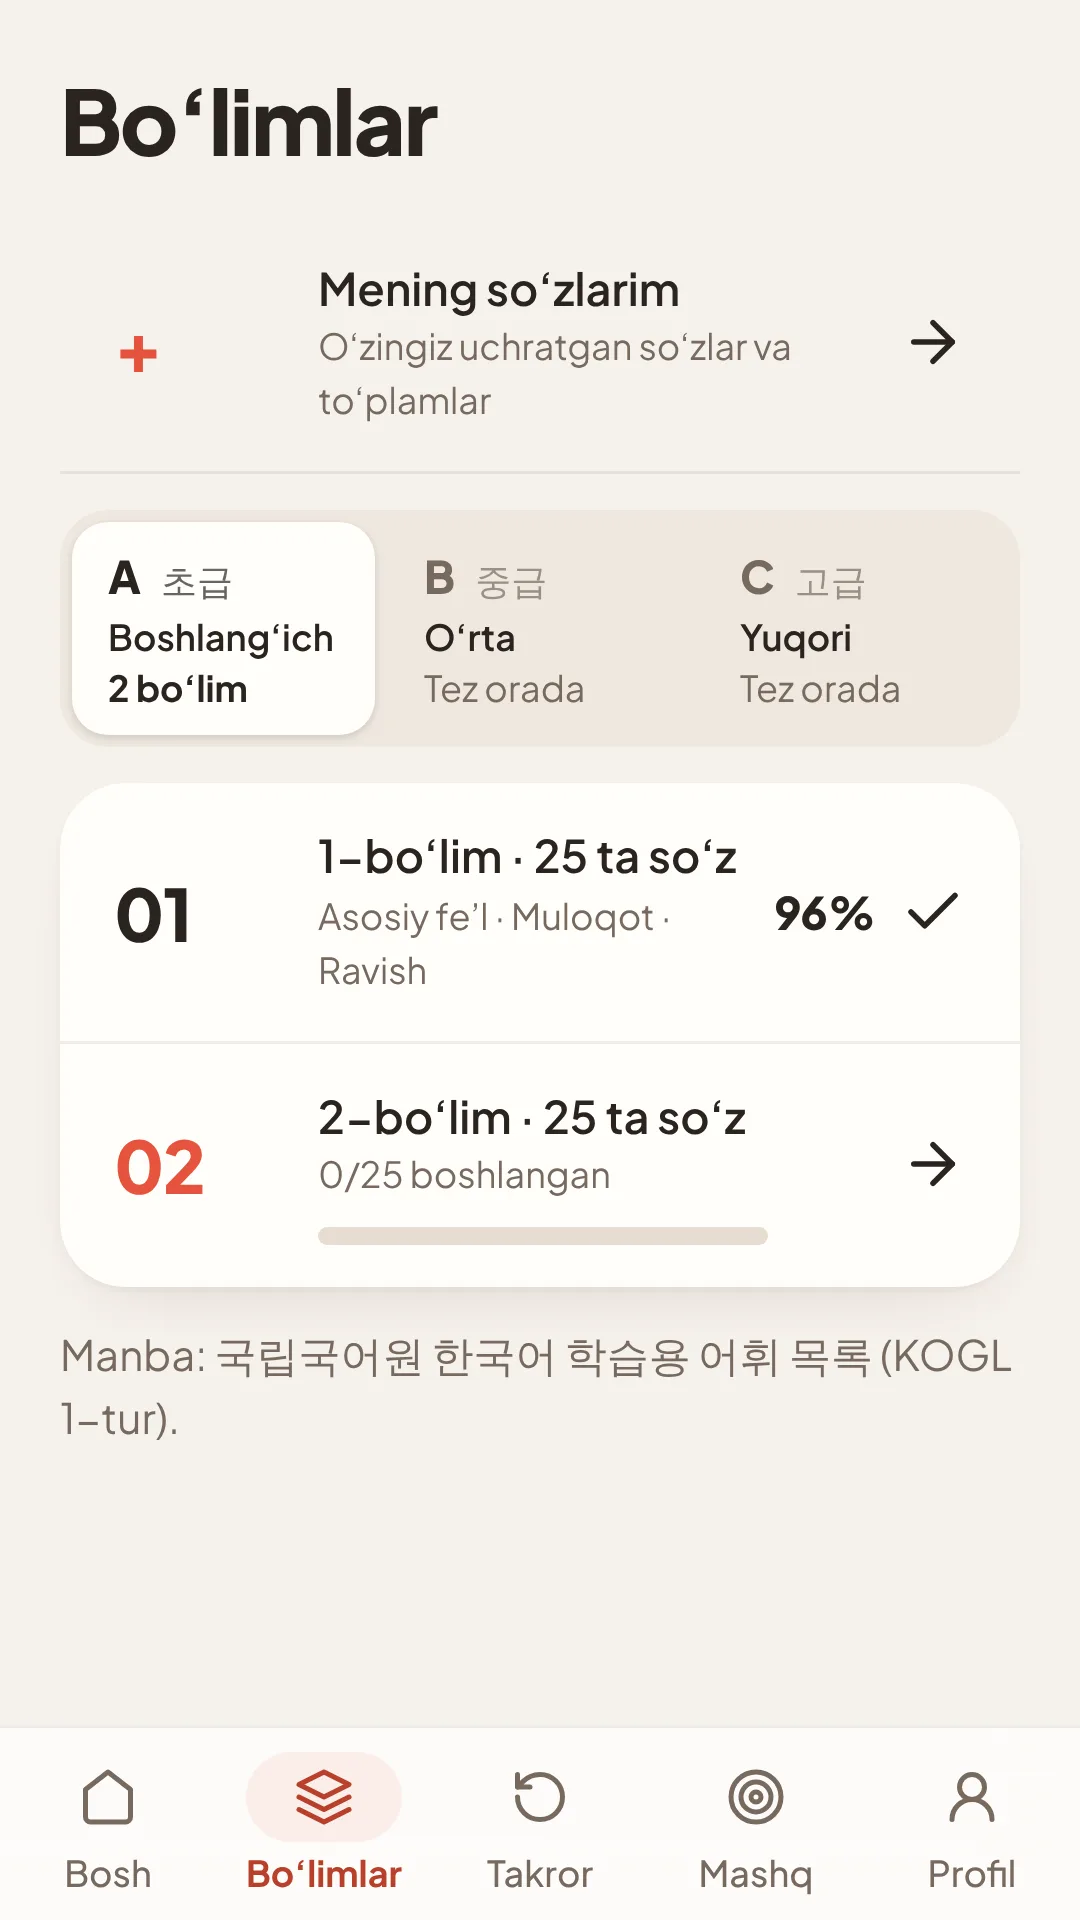 Bo‘limlar
+
Mening so‘zlarim
O‘zingiz uchratgan so‘zlar va
to‘plamlar
A 초급
Boshlang‘ich
2 bo‘lim
B 중급
O‘rta
Tez orada
C 고급
Yuqori
Tez orada
01
1–bo‘lim · 25 ta so‘z
Asosiy fe’l · Muloqot ·
Ravish
96%
02
2–bo‘lim · 25 ta so‘z
0/25 boshlangan
Manba: 국립국어원 한국어 학습용 어휘 목록 (KOGL
1–tur).
Bosh
Bo‘limlar
Takror
Mashq
Profil